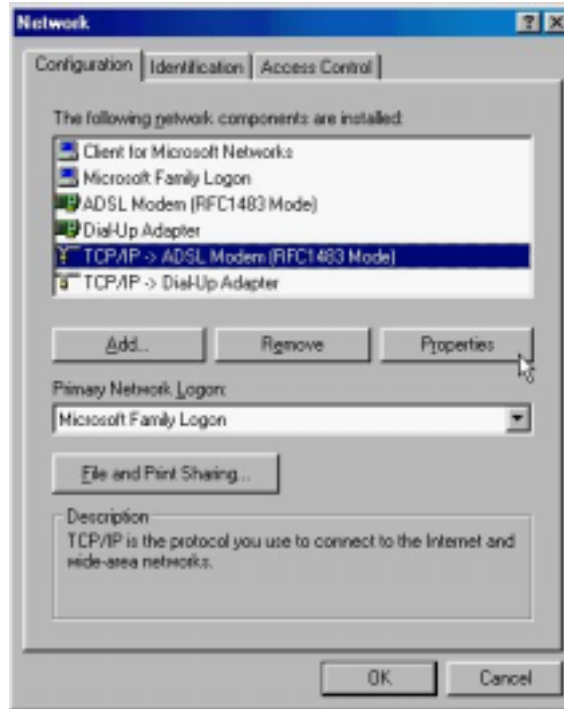 Network
Configuration Identification Access Control
The following network components are installed:
Client for Microsoft Networks
Microsoft Family Logon
ADSL Modem (RFC1483 Mode)
Dial-Up Adapter
TCP/IP -> ADSL Modem (RFC1483 Mode)
TCP/IP -> Dial-Up Adapter
Add... Remove Properties
Primary Network Logon:
Microsoft Family Logon
File and Print Sharing...
Description
TCP/IP is the protocol you use to connect to the Internet and
wide-area networks.
OK Cancel